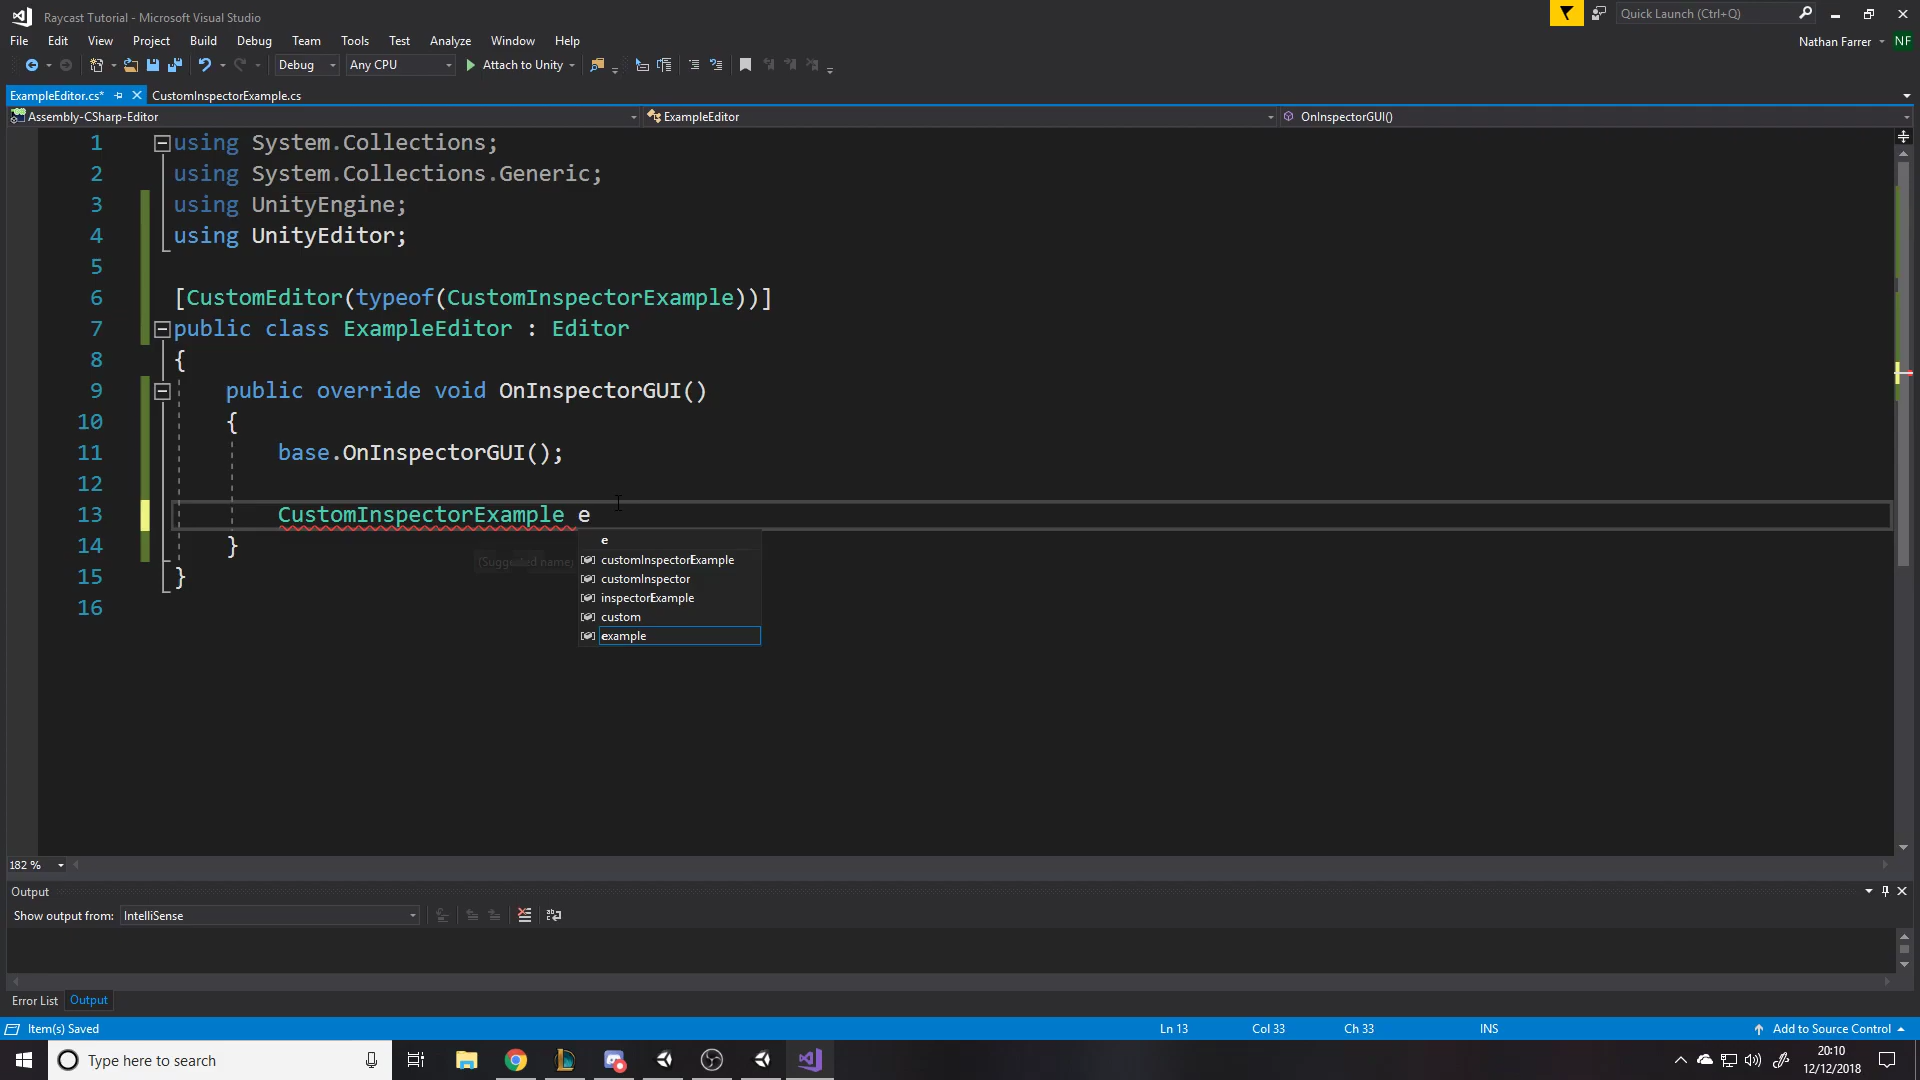 Raycast Tutorial - Microsoft Visual Studio
Quick Launch (Ctrl+Q)
File Edit View Project Build Debug Team Tools Test Analyze Window Help
Nathan Farrer NF
Debug Any CPU Attach to Unity
ExampleEditor.cs* CustomInspectorExample.cs
Assembly-CSharp-Editor ExampleEditor OnInspectorGUI()
1 using System.Collections;
2 using System.Collections.Generic;
3 using UnityEngine;
4 using UnityEditor;
5
6 [CustomEditor(typeof(CustomInspectorExample))]
7 public class ExampleEditor : Editor
8 {
9 public override void OnInspectorGUI()
10 {
11 base.OnInspectorGUI();
12
13 CustomInspectorExample e
e
14 }
(Suggested name) customInspectorExample
15 }
customInspector
inspectorExample
16
custom
example
182 %
Output
Show output from: IntelliSense
Error List Output
Item(s) Saved Ln 13 Col 33 Ch 33 INS Add to Source Control
Type here to search
20:10
12/12/2018